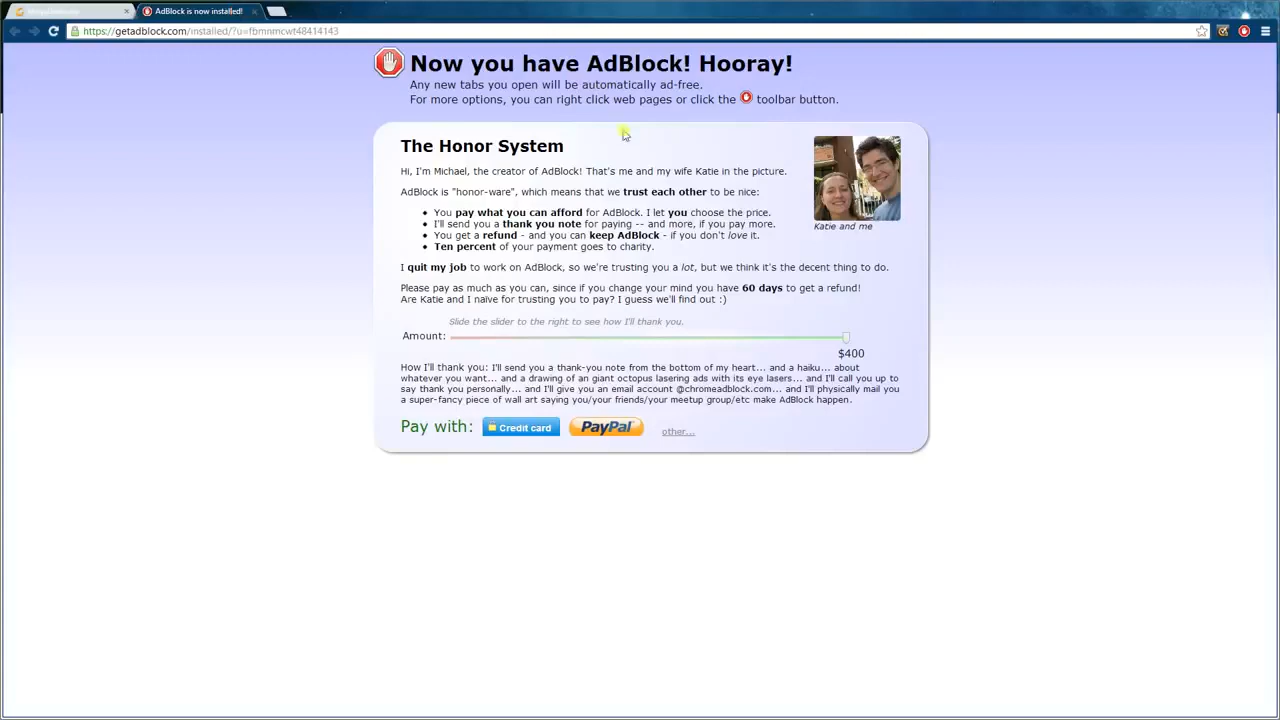 AdBlock is now installed!
https://getadblock.com/installed/?u=fbmnmcwt48414143
Now you have AdBlock! Hooray!
Any new tabs you open will be automatically ad-free.
For more options, you can right click web pages or click the toolbar button.
The Honor System
Hi, I'm Michael, the creator of AdBlock! That's me and my wife Katie in the picture.
AdBlock is "honor-ware", which means that we trust each other to be nice:
• You pay what you can afford for AdBlock. I let you choose the price.
• I'll send you a thank you note for paying -- and more, if you pay more.
• You get a refund - and you can keep AdBlock - if you don't love it.
• Ten percent of your payment goes to charity.
Katie and me
I quit my job to work on AdBlock, so we're trusting you a lot, but we think it's the decent thing to do.
Please pay as much as you can, since if you change your mind you have 60 days to get a refund!
Are Katie and I naive for trusting you to pay? I guess we'll find out :)
Slide the slider to the right to see how I'll thank you.
Amount:
$400
How I'll thank you: I'll send you a thank-you note from the bottom of my heart... and a haiku... about
whatever you want... and a drawing of an giant octopus lasering ads with its eye lasers... and I'll call you up to
say thank you personally... and I'll give you an email account @chromeadblock.com... and I'll physically mail you
a super-fancy piece of wall art saying you/your friends/your meetup group/etc make AdBlock happen.
Pay with: Credit card PayPal other...